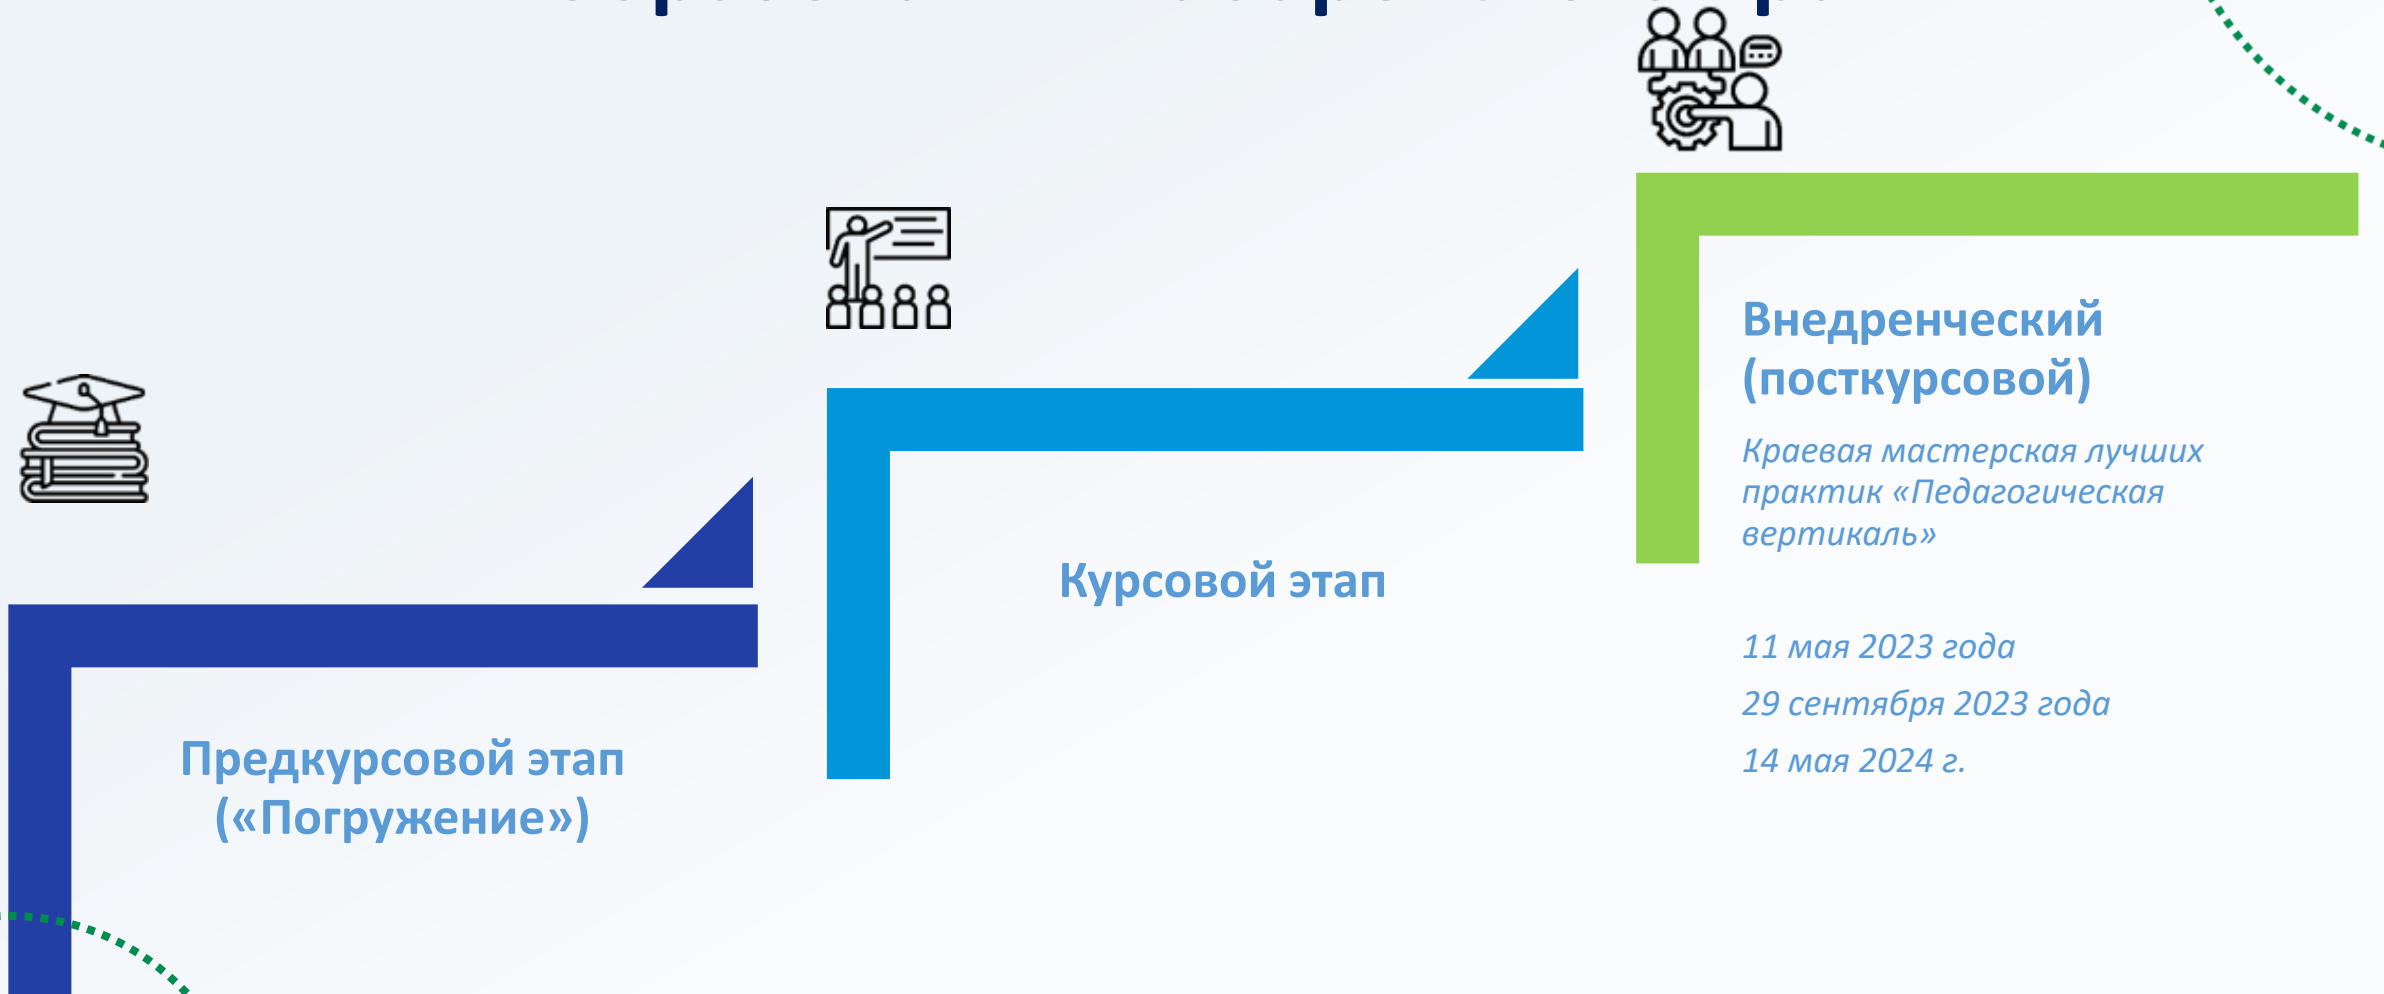 Предкурсовой этап
(«Погружение»)
Курсовой этап
Внедренческий
(посткурсовой)
Краевая мастерская лучших
практик «Педагогическая
вертикаль»
11 мая 2023 года
29 сентября 2023 года
14 мая 2024 г.